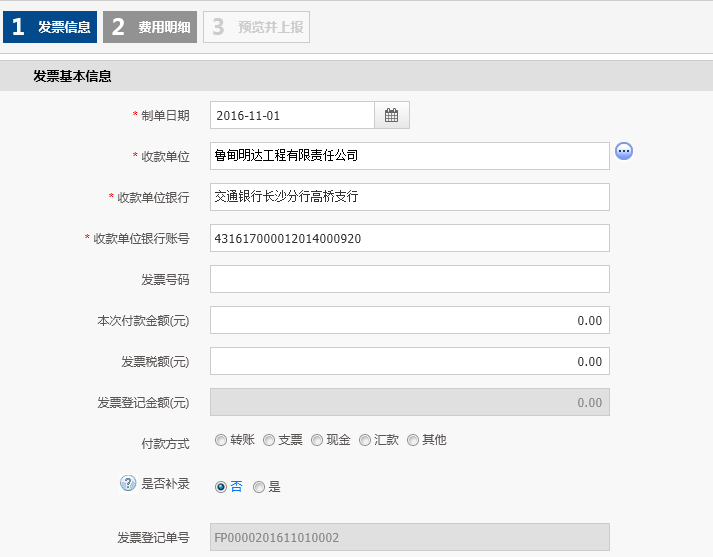 1 发票信息 2 费用明细 3 预览并上报
发票基本信息
* 制单日期 2016-11-01
* 收款单位 鲁甸明达工程有限责任公司
* 收款单位银行 交通银行长沙分行高桥支行
* 收款单位银行账号 431617000012014000920
发票号码
本次付款金额(元) 0.00
发票税额(元) 0.00
发票登记金额(元) 0.00
付款方式 转账 支票 现金 汇款 其他
? 是否补录 否 是
发票登记单号 FP0000201611010002